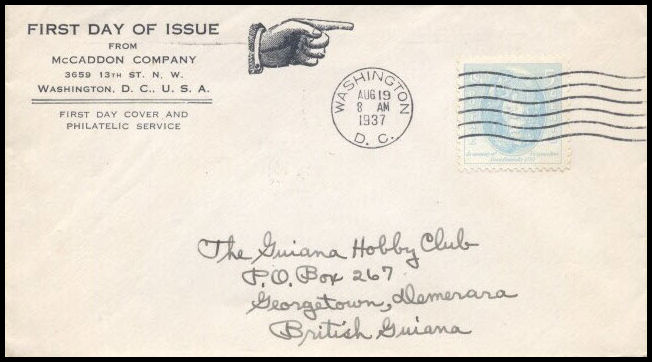 FIRST DAY OF ISSUE
FROM
McCADDON COMPANY
3659 13TH ST. N. W.
WASHINGTON, D. C., U. S. A.
FIRST DAY COVER AND
PHILATELIC SERVICE
WASHINGTON
AUG 19
8 AM
1937
D. C.
The Guiana Hobby Club
P.O. Box 267
Georgetown, Demerara
British Guiana